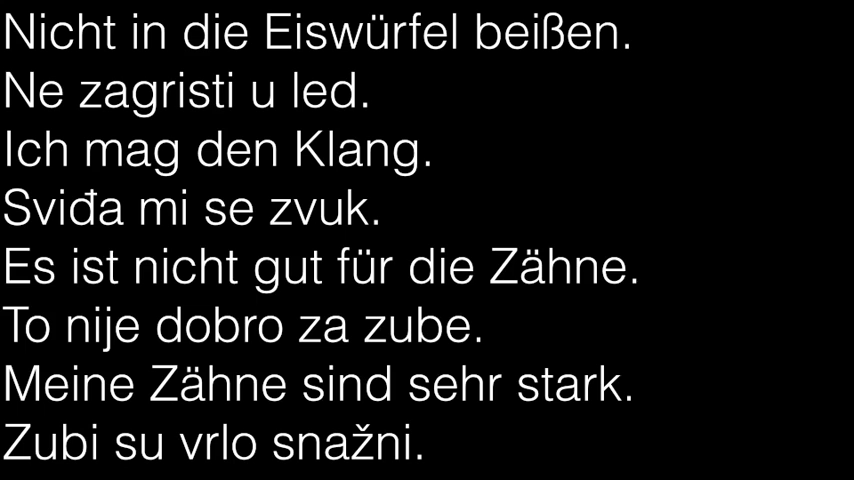 Nicht in die Eiswürfel beißen.
Ne zagristi u led.
Ich mag den Klang.
Sviđa mi se zvuk.
Es ist nicht gut für die Zähne.
To nije dobro za zube.
Meine Zähne sind sehr stark.
Zubi su vrlo snažni.